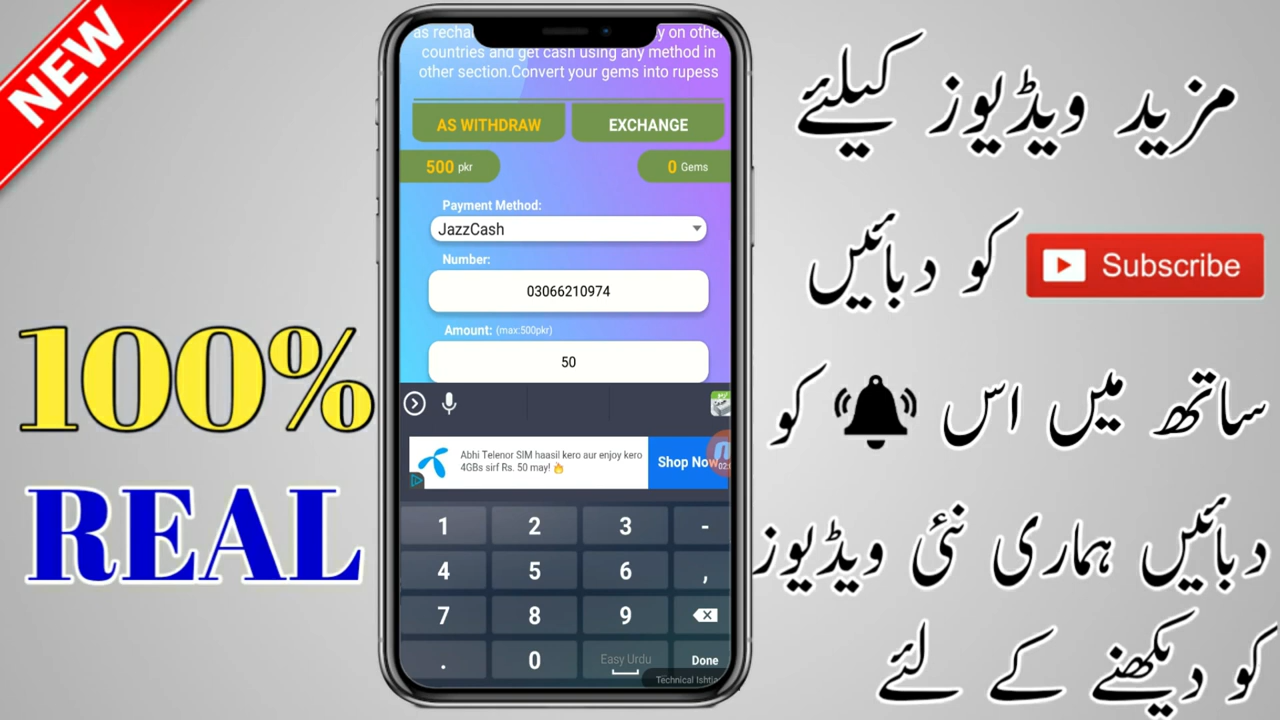 NEW
100%
REAL
as recha
y on other
countries and get cash using any method in
other section.Convert your gems into rupess
AS WITHDRAW
EXCHANGE
500 pkr
0 Gems
Payment Method:
JazzCash
Number:
03066210974
Amount: (max:500pkr)
50
Abhi Telenor SIM haasil kero aur enjoy kero
4GBs sirf Rs. 50 may! 🔥
Shop Now
1 2 3 -
4 5 6 ,
7 8 9
. 0 Easy Urdu Done
Technical Ishtia
مزید ویڈیوز کیلئے
Subscribe کو دبائیں
ساتھ میں اس 🔔 کو
دبائیں ہماری نئی ویڈیوز
کو دیکھنے کے لئے